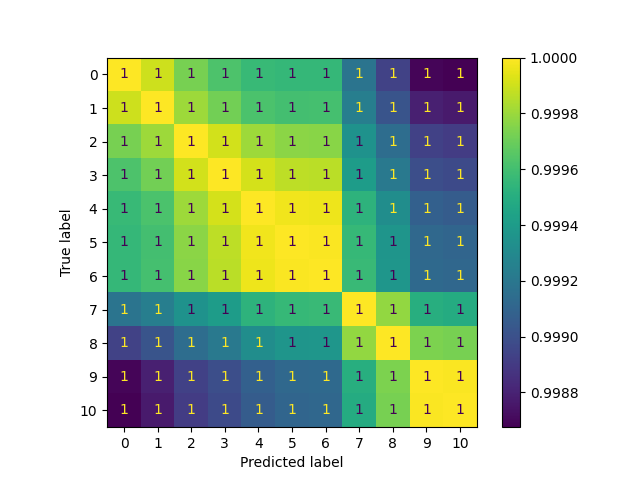 0 1 1 1 1 1 1 1 1 1 1 1
1 1 1 1 1 1 1 1 1 1 1 1
2 1 1 1 1 1 1 1 1 1 1 1
3 1 1 1 1 1 1 1 1 1 1 1
4 1 1 1 1 1 1 1 1 1 1 1
5 1 1 1 1 1 1 1 1 1 1 1
6 1 1 1 1 1 1 1 1 1 1 1
7 1 1 1 1 1 1 1 1 1 1 1
8 1 1 1 1 1 1 1 1 1 1 1
9 1 1 1 1 1 1 1 1 1 1 1
10 1 1 1 1 1 1 1 1 1 1 1
0 1 2 3 4 5 6 7 8 9 10
Predicted label
True label
1.0000
0.9998
0.9996
0.9994
0.9992
0.9990
0.9988